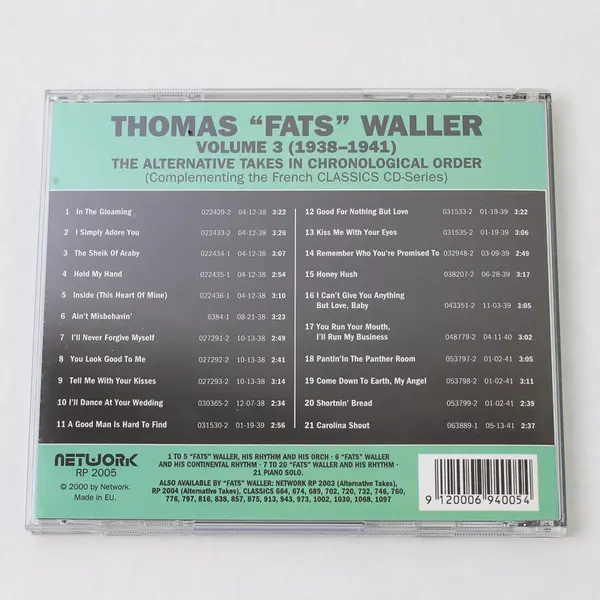 THOMAS "FATS" WALLER
VOLUME 3 (1938–1941)
THE ALTERNATIVE TAKES IN CHRONOLOGICAL ORDER
(Complementing the French CLASSICS CD-Series)
1 In The Gloaming 022429-2 04-12-38 3:22
2 I Simply Adore You 022433-2 04-12-38 3:26
3 The Sheik Of Araby 022434-1 04-12-38 3:07
4 Hold My Hand 022435-1 04-12-38 2:54
5 Inside (This Heart Of Mine) 022436-1 04-12-38 3:10
6 Ain't Misbehavin' 6384-1 08-21-38 3:23
7 I'll Never Forgive Myself 027291-2 10-13-38 2:49
8 You Look Good To Me 027292-2 10-13-38 2:41
9 Tell Me With Your Kisses 027293-2 10-13-38 3:14
10 I'll Dance At Your Wedding 030365-2 12-07-38 2:34
11 A Good Man Is Hard To Find 031530-2 01-19-39 2:56
12 Good For Nothing But Love 031533-2 01-19-39 3:22
13 Kiss Me With Your Eyes 031535-2 01-19-39 3:06
14 Remember Who You're Promised To 032948-2 03-09-39 2:49
15 Honey Hush 038207-2 06-28-39 3:17
16 I Can't Give You Anything
But Love, Baby 043351-2 11-03-39 3:05
17 You Run Your Mouth,
I'll Run My Business 048779-2 04-11-40 3:02
18 Pantin'In The Panther Room 053797-2 01-02-41 3:05
19 Come Down To Earth, My Angel 053798-2 01-02-41 3:11
20 Shortnin' Bread 053799-2 01-02-41 2:39
21 Carolina Shout 063889-1 05-13-41 2:37
NETWORK
RP 2005
© 2000 by Network.
Made in EU.
1 TO 5 "FATS" WALLER, HIS RHYTHM AND HIS ORCH · 6 "FATS" WALLER
AND HIS CONTINENTAL RHYTHM · 7 TO 20 "FATS" WALLER AND HIS RHYTHM ·
21 PIANO SOLO.
ALSO AVAILABLE BY "FATS" WALLER: NETWORK RP 2003 (Alternative Takes),
RP 2004 (Alternative Takes), CLASSICS 664, 674, 689, 702, 720, 732, 746, 760,
776, 797, 816, 838, 857, 875, 913, 943, 973, 1002, 1030, 1068, 1097
9 120006 940054